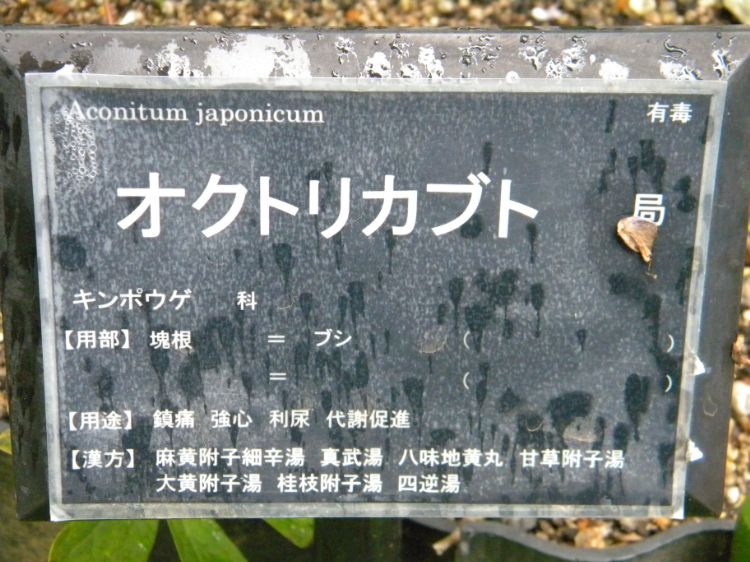 Aconitum japonicum 有毒
オクトリカブト 局
キンポウゲ 科
【用部】 塊根 = ブシ ( )
= ( )
【用途】 鎮痛 強心 利尿 代謝促進
【漢方】 麻黄附子細辛湯 真武湯 八味地黄丸 甘草附子湯
大黄附子湯 桂枝附子湯 四逆湯